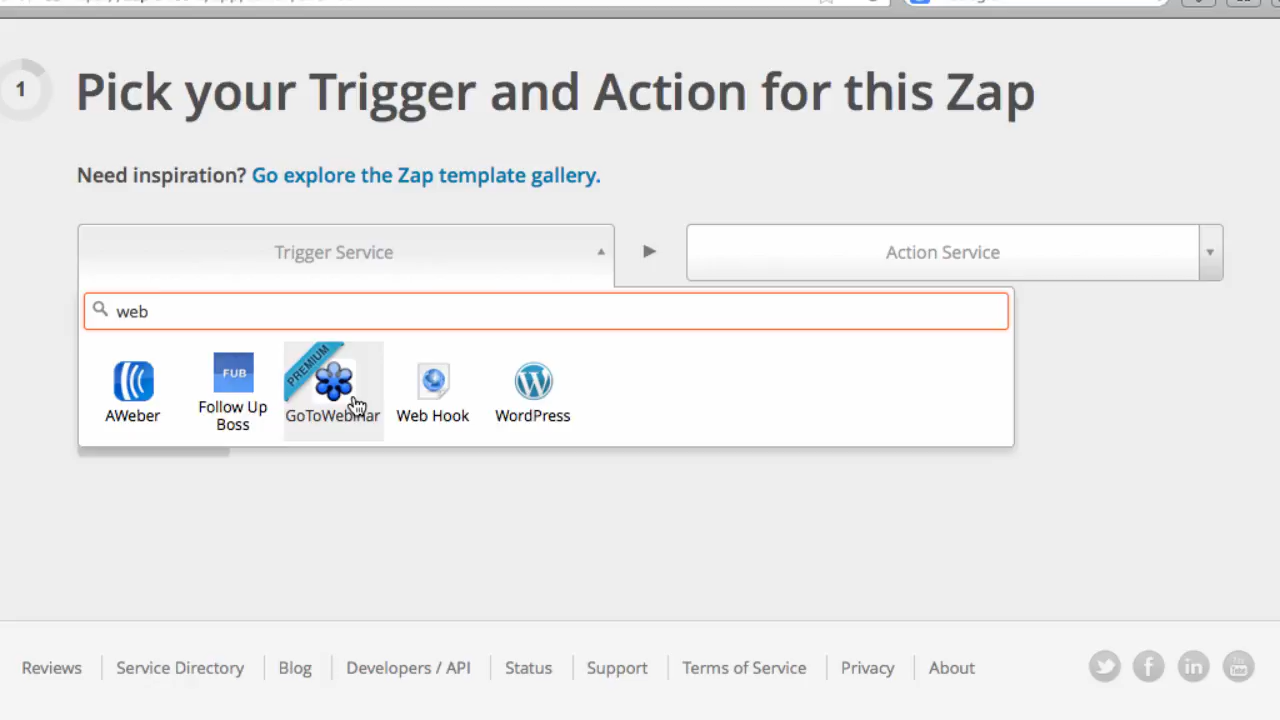 1
Pick your Trigger and Action for this Zap
Need inspiration? Go explore the Zap template gallery.
Trigger Service
Action Service
web
AWeber
FUB
Follow Up
Boss
PREMIUM
GoToWebinar
Web Hook
WordPress
Reviews
Service Directory
Blog
Developers / API
Status
Support
Terms of Service
Privacy
About